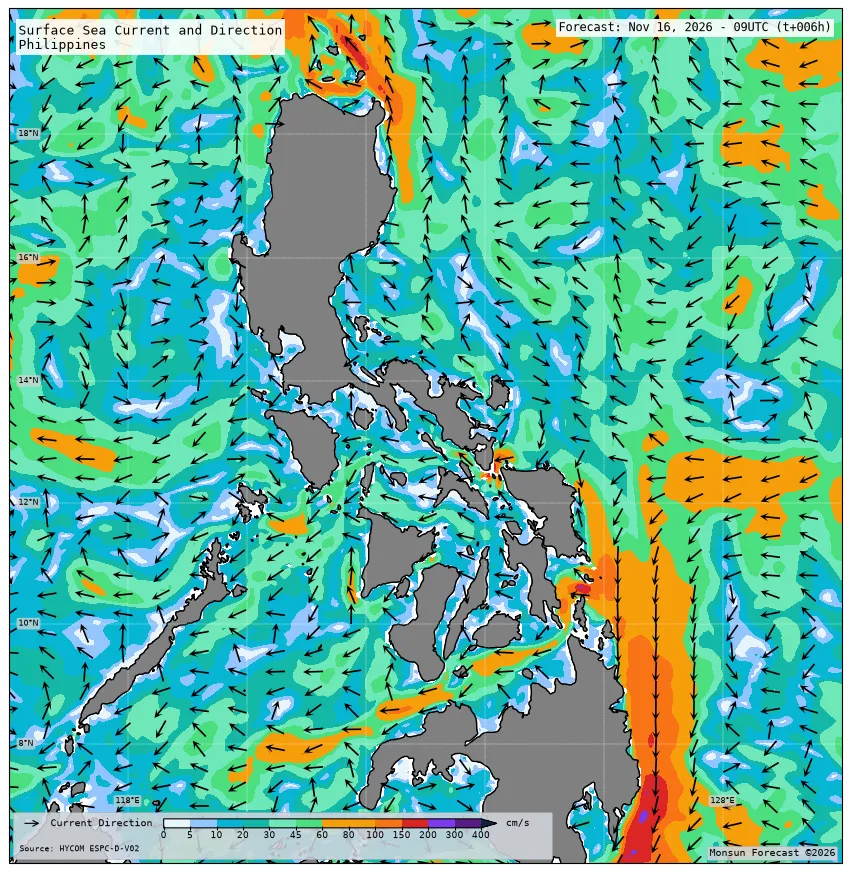 Surface Sea Current and Direction
Philippines
Forecast: Nov 16, 2026 - 09UTC (t+006h)
18°N
16°N
14°N
12°N
10°N
8°N
118°E
128°E
Current Direction
0 5 10 20 30 45 60 80 100 150 200 300 400 cm/s
Source: HYCOM ESPC-D-V02
Monsun Forecast ©2026